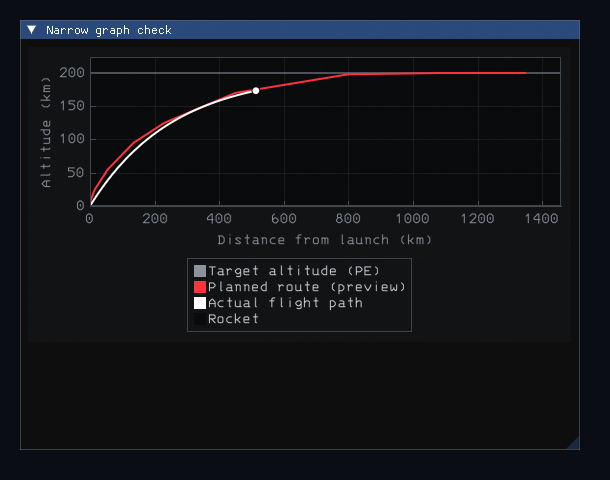 Narrow graph check
Altitude (km)
200
150
100
50
0
0 200 400 600 800 1000 1200 1400
Distance from launch (km)
Target altitude (PE)
Planned route (preview)
Actual flight path
Rocket